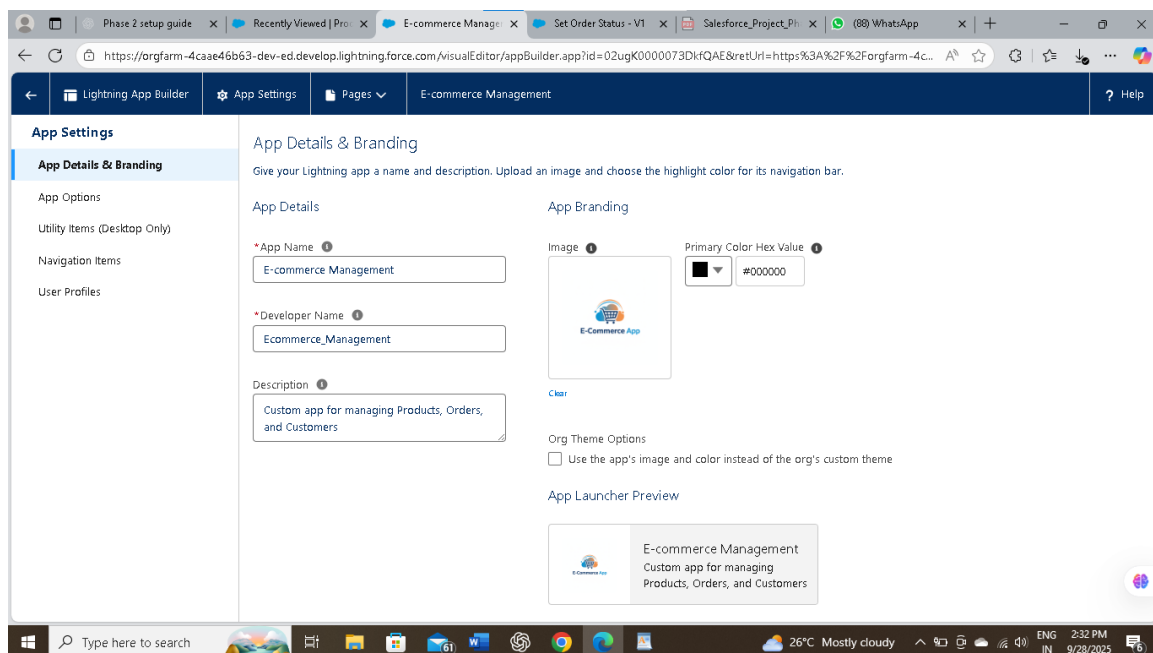 Phase 2 setup guide
Recently Viewed | Pro
E-commerce Manage
Set Order Status - V1
Salesforce_Project_Ph
(88) WhatsApp
https://orgfarm-4caae46b63-dev-ed.develop.lightning.force.com/visualEditor/appBuilder.app?id=02ugK0000073DkfQAE&retUrl=https%3A%2F%2Forgfarm-4c...
Lightning App Builder
App Settings
Pages
E-commerce Management
? Help
App Settings
App Details & Branding
App Options
Utility Items (Desktop Only)
Navigation Items
User Profiles
App Details & Branding
Give your Lightning app a name and description. Upload an image and choose the highlight color for its navigation bar.
App Details
*App Name
E-commerce Management
*Developer Name
Ecommerce_Management
Description
Custom app for managing Products, Orders,
and Customers
App Branding
Image
E-Commerce App
Clear
Primary Color Hex Value
#000000
Org Theme Options
Use the app's image and color instead of the org's custom theme
App Launcher Preview
E-Commerce App
E-commerce Management
Custom app for managing
Products, Orders, and Customers
Type here to search
61
26°C Mostly cloudy
ENG
IN
2:32 PM
9/28/2025
6